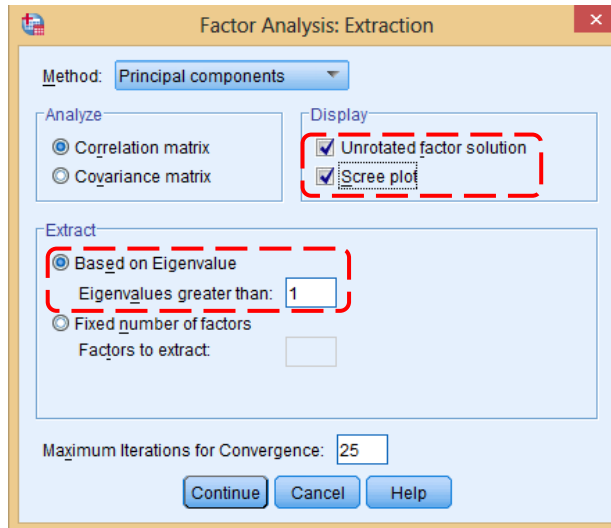 Factor Analysis: Extraction
Method: Principal components
Analyze
Correlation matrix
Covariance matrix
Display
Unrotated factor solution
Scree plot
Extract
Based on Eigenvalue
Eigenvalues greater than: 1
Fixed number of factors
Factors to extract:
Maximum Iterations for Convergence: 25
Continue Cancel Help